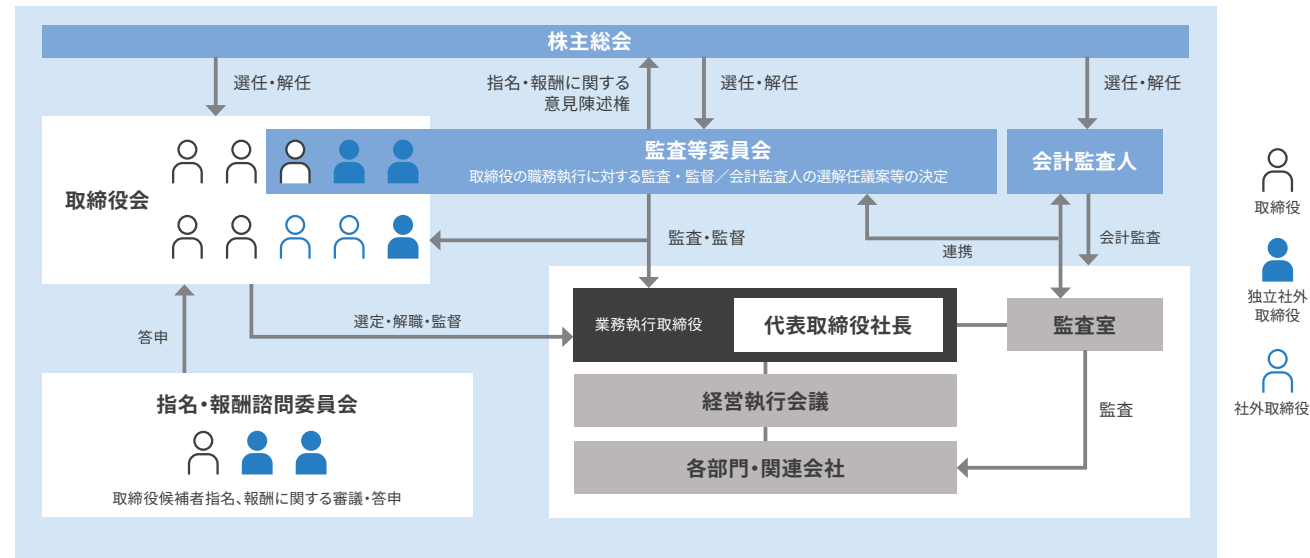 株主総会
選任・解任
指名・報酬に関する
意見陳述権
選任・解任
選任・解任
取締役会
監査等委員会
取締役の職務執行に対する監査・監督／会計監査人の選解任議案等の決定
会計監査人
監査・監督
連携
会計監査
選定・解職・監督
答申
業務執行取締役
代表取締役社長
監査室
経営執行会議
監査
各部門・関連会社
指名・報酬諮問委員会
取締役候補者指名、報酬に関する審議・答申
取締役
独立社外
取締役
社外取締役